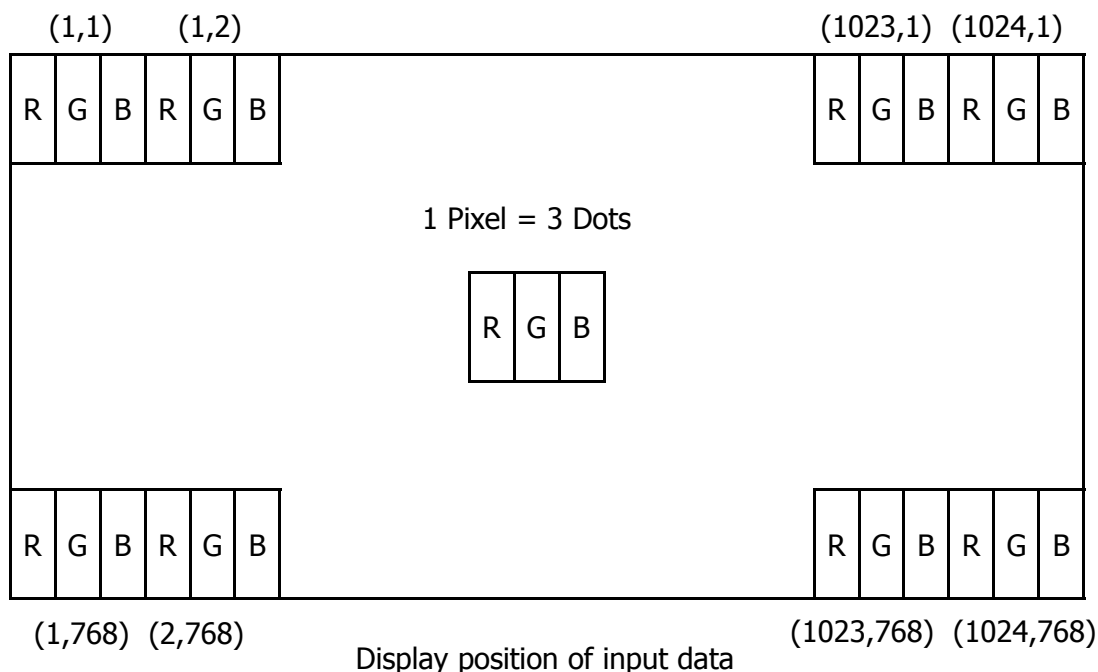 (1,1) (1,2) (1023,1) (1024,1)
R G B R G B R G B R G B
1 Pixel = 3 Dots
R G B
R G B R G B R G B R G B
(1,768) (2,768) (1023,768) (1024,768)
Display position of input data